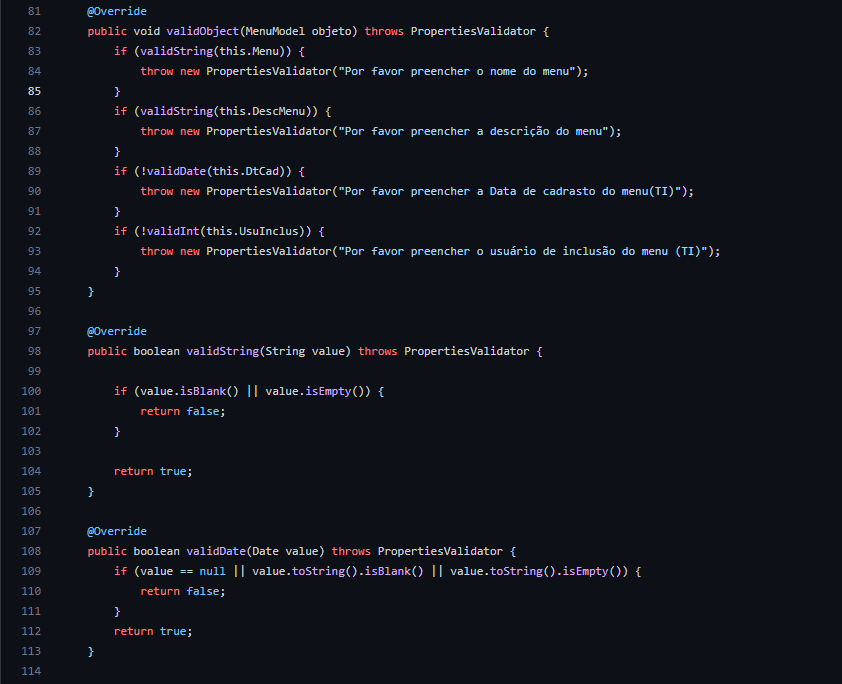 81 @Override
82 public void validObject(MenuModel objeto) throws PropertiesValidator {
83 if (validString(this.Menu)) {
84 throw new PropertiesValidator("Por favor preencher o nome do menu");
85 }
86 if (validString(this.DescMenu)) {
87 throw new PropertiesValidator("Por favor preencher a descrição do menu");
88 }
89 if (!validDate(this.DtCad)) {
90 throw new PropertiesValidator("Por favor preencher a Data de cadrasto do menu(TI)");
91 }
92 if (!validInt(this.UsuInclus)) {
93 throw new PropertiesValidator("Por favor preencher o usuário de inclusão do menu (TI)");
94 }
95 }
96
97 @Override
98 public boolean validString(String value) throws PropertiesValidator {
99
100 if (value.isBlank() || value.isEmpty()) {
101 return false;
102 }
103
104 return true;
105 }
106
107 @Override
108 public boolean validDate(Date value) throws PropertiesValidator {
109 if (value == null || value.toString().isBlank() || value.toString().isEmpty()) {
110 return false;
111 }
112 return true;
113 }
114